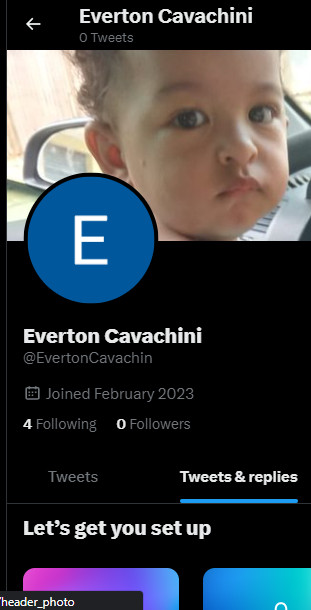 Everton Cavachini
0 Tweets
E
Everton Cavachini
@EvertonCavachin
Joined February 2023
4 Following 0 Followers
Tweets Tweets & replies
Let's get you set up
/header_photo